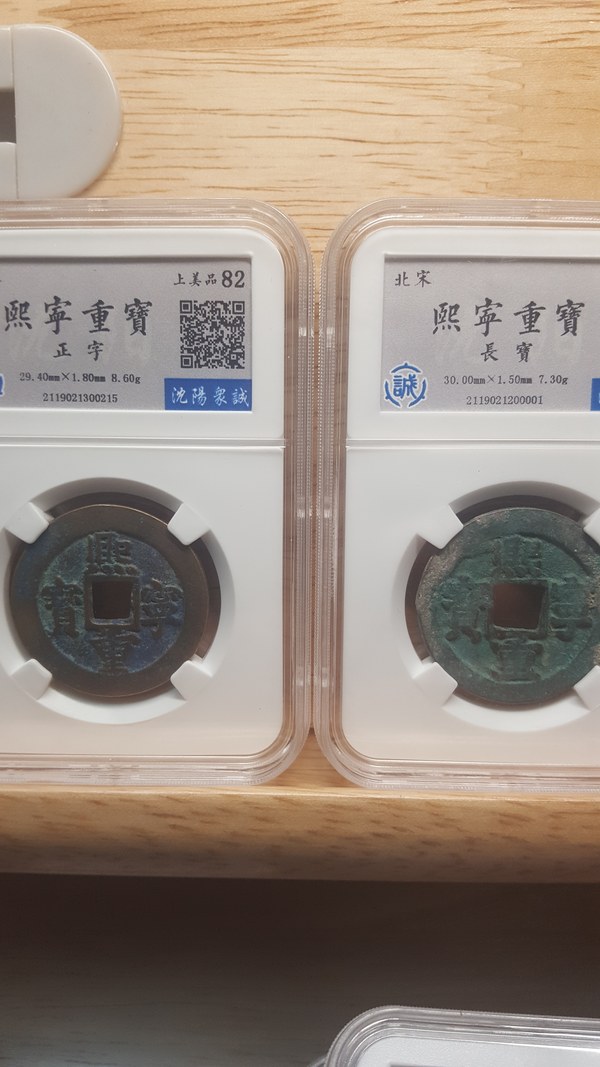 上美品82
熙寧重寶
正字
29.40mm×1.80mm 8.60g
2119021300215
沈陽衆誠
熙
寶 寧
重
北宋
熙寧重寶
長寶
誠
30.00mm×1.50mm 7.30g
2119021200001
熙
寶 寧
重